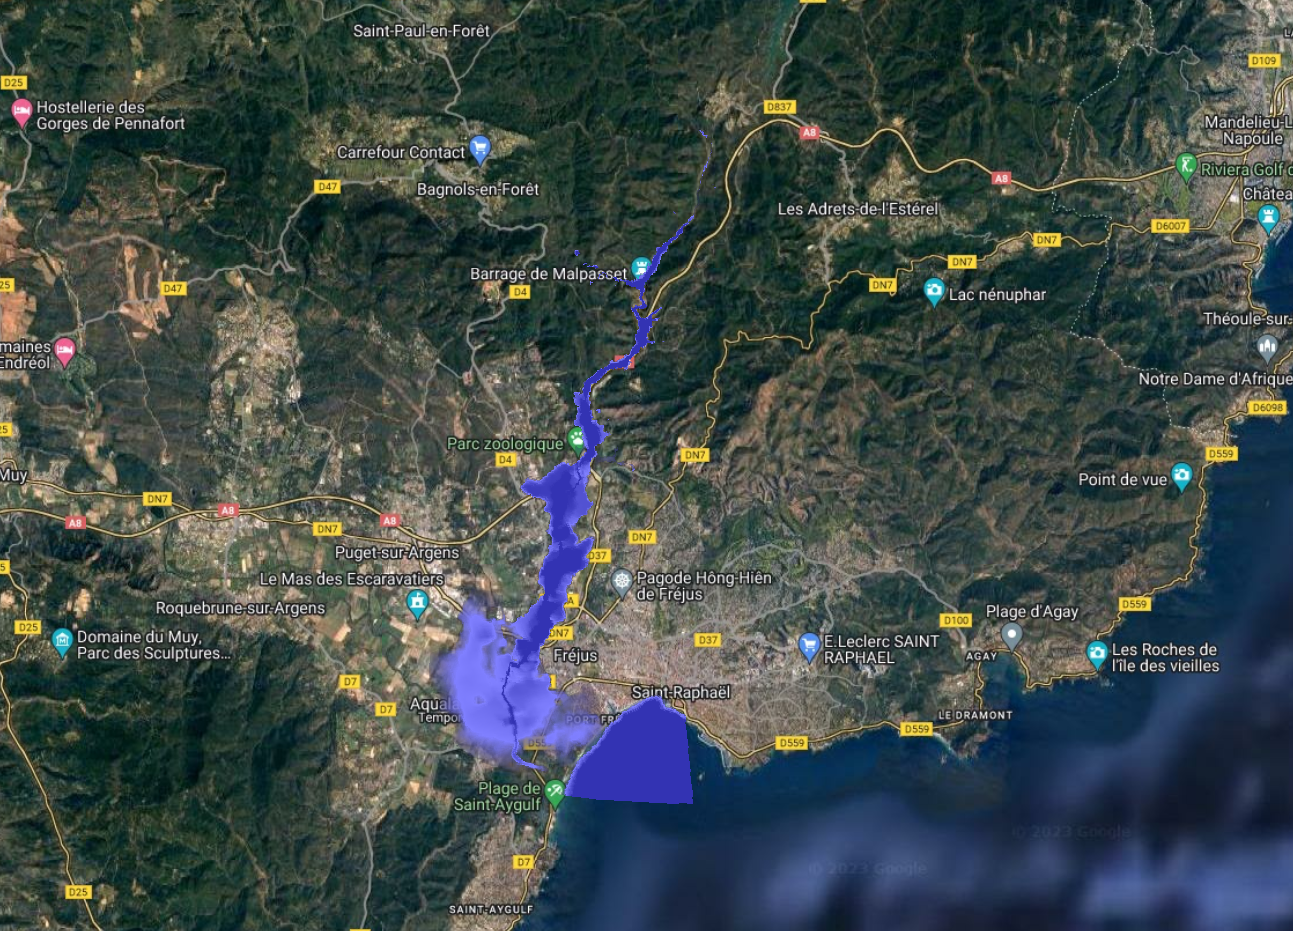 Saint-Paul-en-Forêt
D25
Hostellerie des
Gorges de Pennafort
Carrefour Contact
D47
Bagnols-en-Forêt
D837
A8
D109
Mandelieu-L
Napoule
Riviera Golf d
A8
Châtea
Les Adrets-de-l'Estérel
D6007
DN7
DN7
DN7
Barrage de Malpasset
D4
D47
25
Lac nénuphar
Théoule-sur-
maines
Endréol
Notre Dame d'Afrique
D6098
25
Parc zoologique
D4
DN7
D559
Muy
Point de vue
DN7
A8
A8
A8
DN7
DN7
Puget-sur-Argens
D37
Le Mas des Escaravatiers
Pagode Hông-Hiên
de Fréjus
Roquebrune-sur-Argens
D25
Domaine du Muy,
Parc des Sculptures...
DN7
Fréjus
D37
D100
Plage d'Agay
D559
E.Leclerc SAINT
RAPHAEL
AGAY
Les Roches de
l'île des vieilles
D7
D7
Aquala
Tempor
Saint-Raphaël
PORT FRÉ
LE DRAMONT
D559
D559
D55
Plage de
Saint-Aygulf
© 2023 Google
© 2023 Google
D7
D25
SAINT-AYGULF